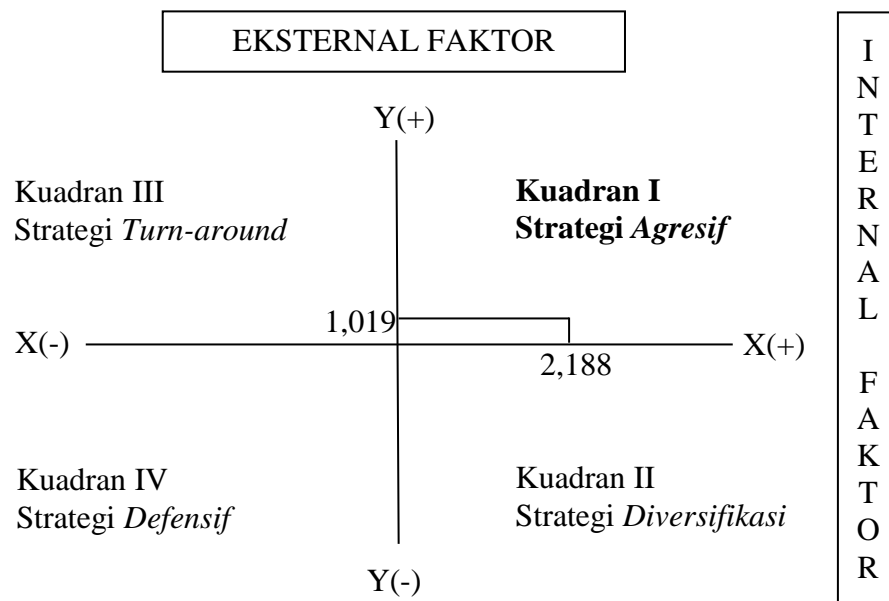 EKSTERNAL FAKTOR
Y(+)
Kuadran III
Strategi Turn-around
Kuadran I
Strategi Agresif
1,019
X(-)
X(+)
2,188
Kuadran IV
Strategi Defensif
Kuadran II
Strategi Diversifikasi
Y(-)
I
N
T
E
R
N
A
L
F
A
K
T
O
R